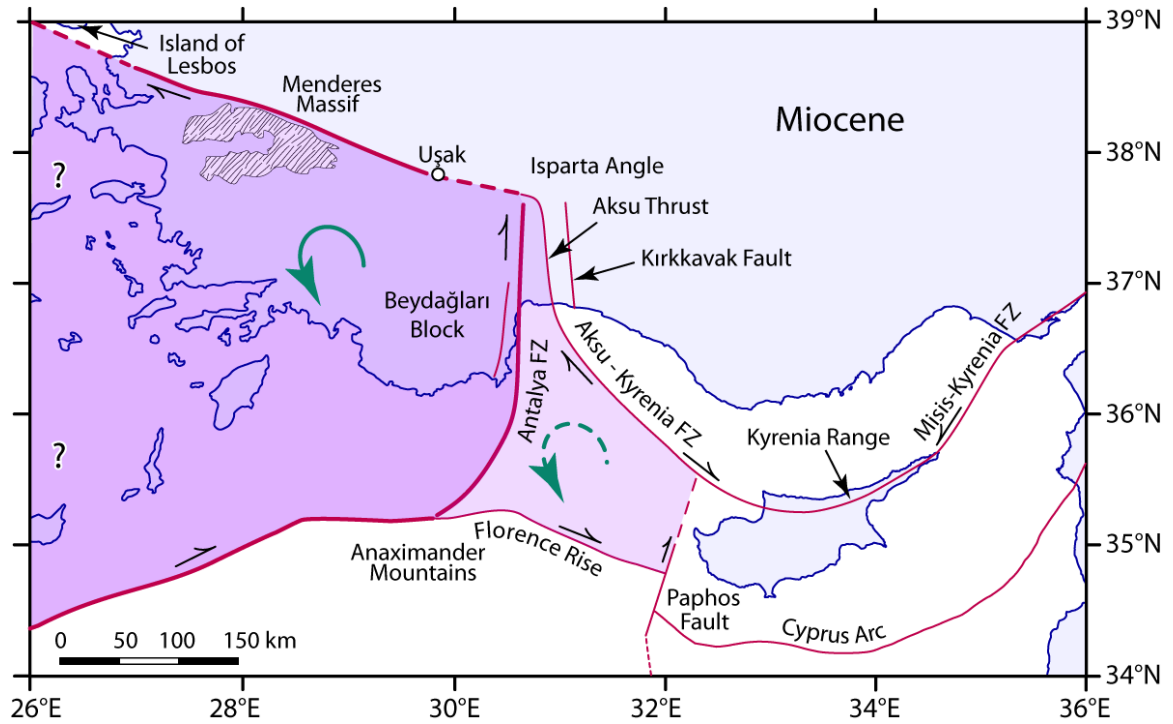 39°N
Island of
Lesbos
Menderes
Massif
Miocene
38°N
Uşak
Isparta Angle
?
Aksu Thrust
Kırkkavak Fault
37°N
Beydağları
Block
?
Antalya FZ
Aksu - Kyrenia FZ
Misis-Kyrenia FZ
36°N
Kyrenia Range
?
Florence Rise
35°N
Anaximander
Mountains
Paphos
Fault
Cyprus Arc
0 50 100 150 km
34°N
26°E 28°E 30°E 32°E 34°E 36°E